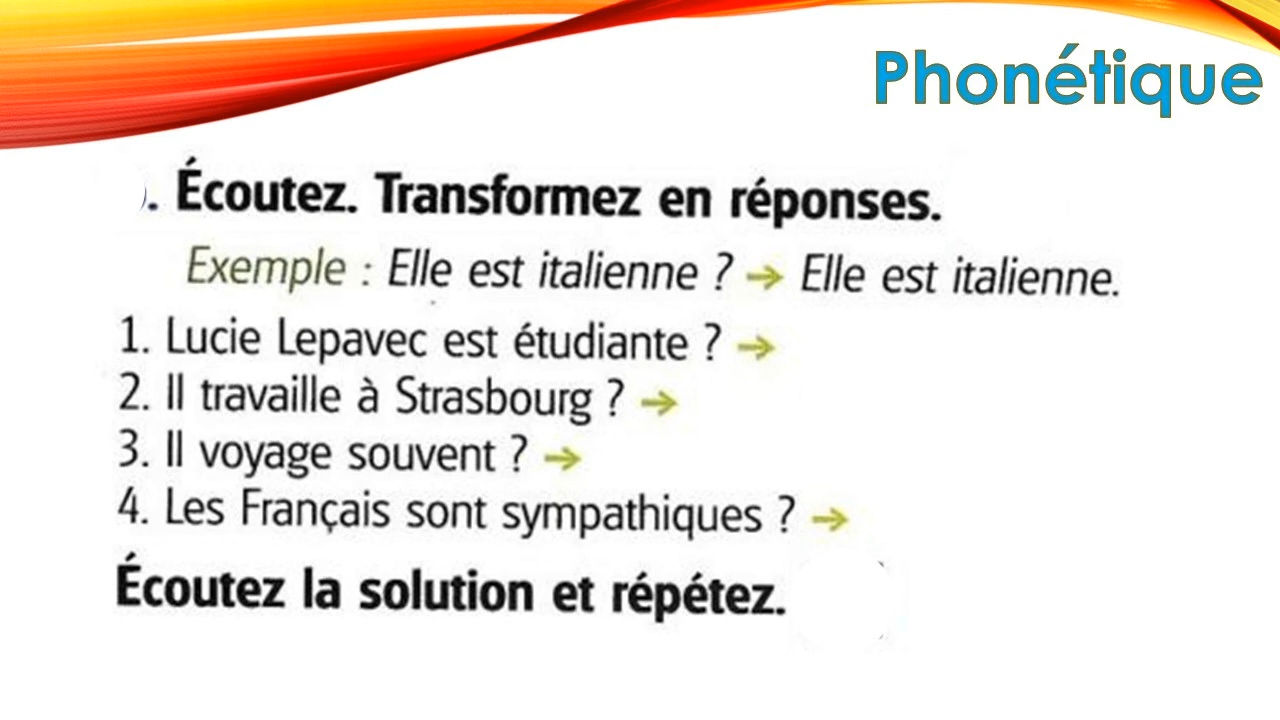 Phonétique
. Écoutez. Transformez en réponses.
Exemple : Elle est italienne ? → Elle est italienne.
1. Lucie Lepavec est étudiante ? →
2. Il travaille à Strasbourg ? →
3. Il voyage souvent ? →
4. Les Français sont sympathiques ? →
Écoutez la solution et répétez.